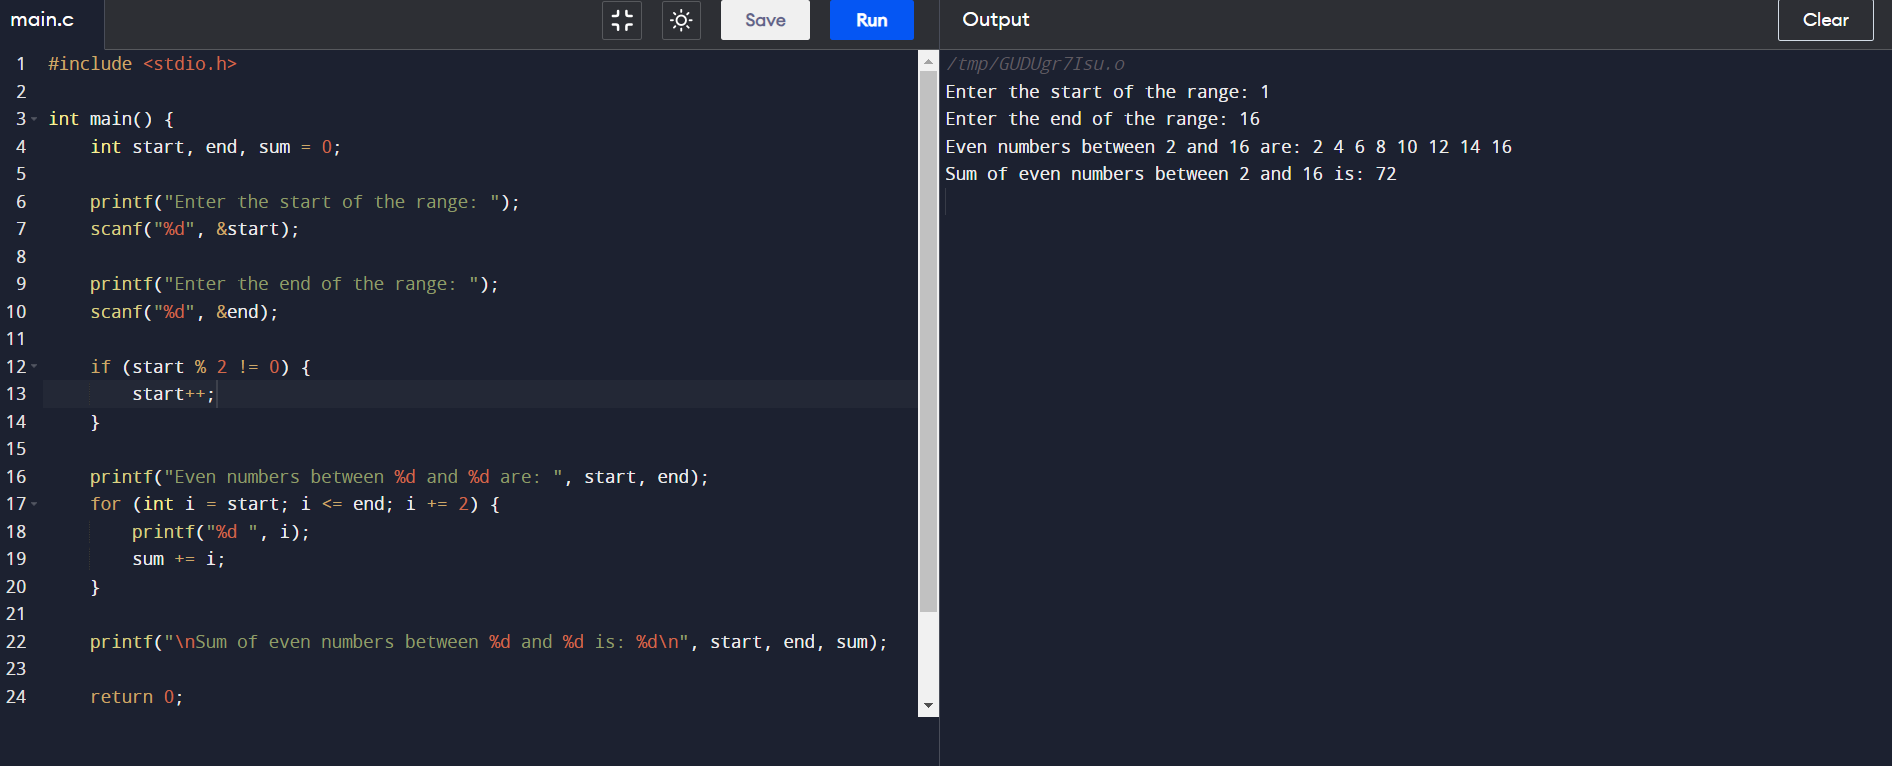 main.c
Save
Run
Output
Clear
1 #include <stdio.h>
2
3 int main() {
4     int start, end, sum = 0;
5
6     printf("Enter the start of the range: ");
7     scanf("%d", &start);
8
9     printf("Enter the end of the range: ");
10     scanf("%d", &end);
11
12     if (start % 2 != 0) {
13         start++;
14     }
15
16     printf("Even numbers between %d and %d are: ", start, end);
17     for (int i = start; i <= end; i += 2) {
18         printf("%d ", i);
19         sum += i;
20     }
21
22     printf("\nSum of even numbers between %d and %d is: %d\n", start, end, sum);
23
24     return 0;
/tmp/GUDUgr7Isu.o
Enter the start of the range: 1
Enter the end of the range: 16
Even numbers between 2 and 16 are: 2 4 6 8 10 12 14 16
Sum of even numbers between 2 and 16 is: 72